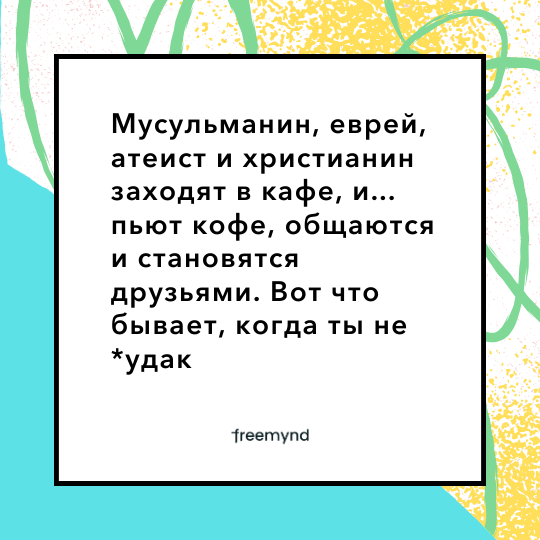 Мусульманин, еврей,
атеист и христианин
заходят в кафе, и...
пьют кофе, общаются
и становятся
друзьями. Вот что
бывает, когда ты не
*удак
freemynd